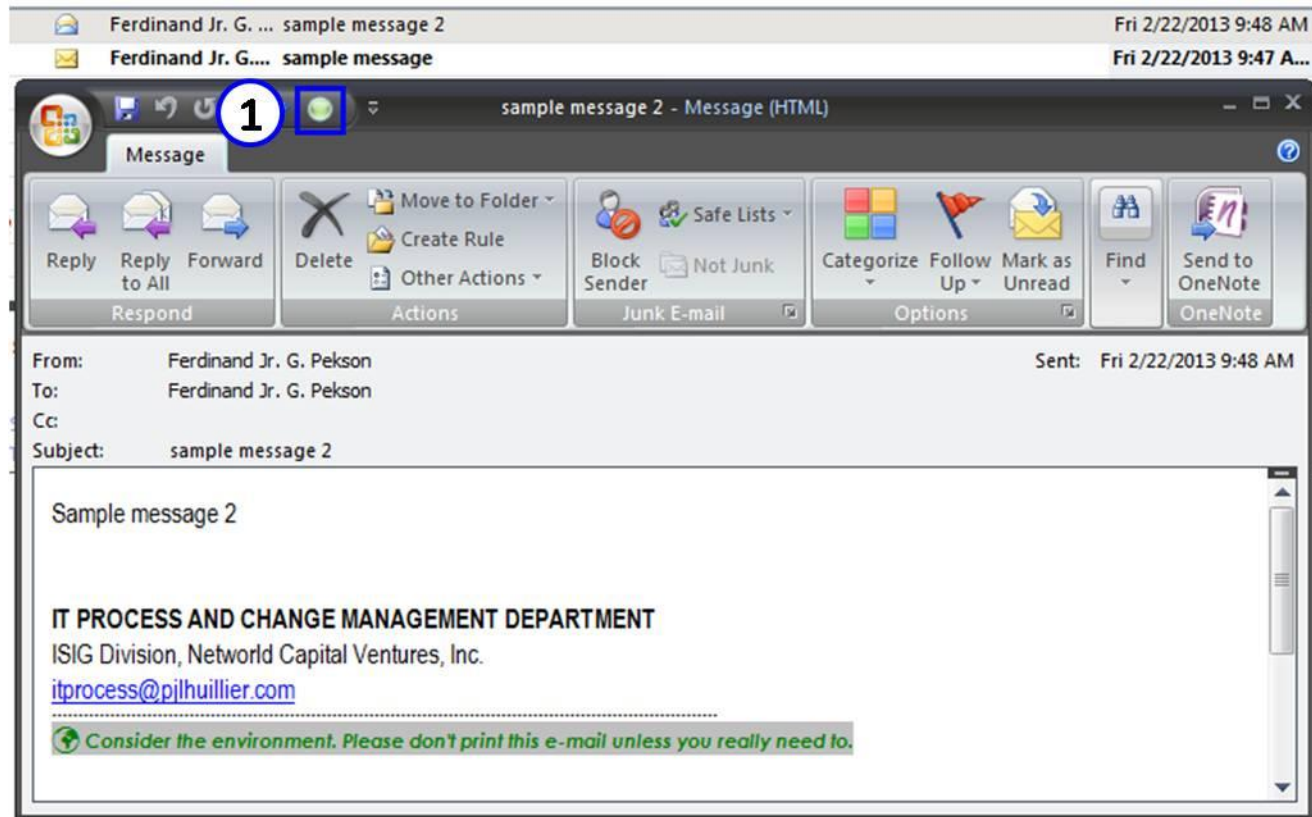 Ferdinand Jr. G. ... sample message 2 Fri 2/22/2013 9:48 AM
Ferdinand Jr. G.... sample message Fri 2/22/2013 9:47 A...
1 sample message 2 - Message (HTML)
Message
Reply Reply to All Forward
Respond
Delete Move to Folder
Create Rule
Other Actions
Actions
Block Sender Safe Lists
Not Junk
Junk E-mail
Categorize Follow Up Mark as Unread
Options
Find
Send to OneNote
OneNote
From: Ferdinand Jr. G. Pekson Sent: Fri 2/22/2013 9:48 AM
To: Ferdinand Jr. G. Pekson
Cc:
Subject: sample message 2
Sample message 2
IT PROCESS AND CHANGE MANAGEMENT DEPARTMENT
ISIG Division, Networld Capital Ventures, Inc.
itprocess@pjlhuillier.com
Consider the environment. Please don't print this e-mail unless you really need to.